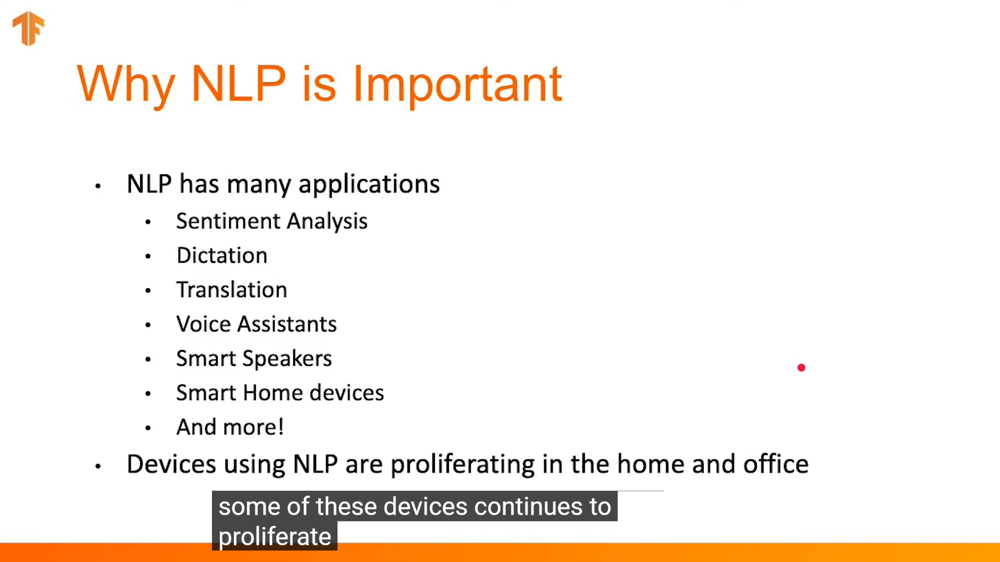 Why NLP is Important
• NLP has many applications
• Sentiment Analysis
• Dictation
• Translation
• Voice Assistants
• Smart Speakers
• Smart Home devices
• And more!
• Devices using NLP are proliferating in the home and office
some of these devices continues to
proliferate